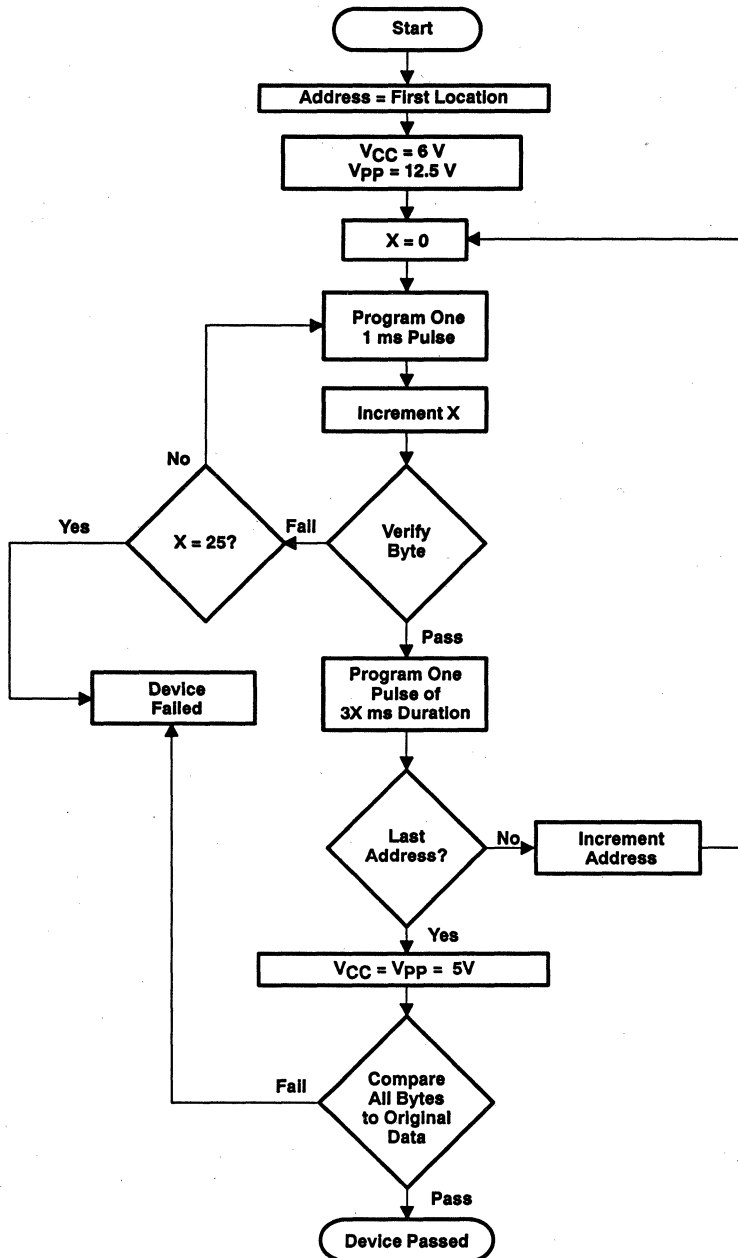 Start
Address = First Location
VCC = 6 V
VPP = 12.5 V
X = 0
Program One
1 ms Pulse
Increment X
No
Yes
X = 25?
Fail
Verify
Byte
Pass
Device
Failed
Program One
Pulse of
3X ms Duration
Last
Address?
No
Increment
Address
Yes
VCC = VPP = 5V
Fail
Compare
All Bytes
to Original
Data
Pass
Device Passed